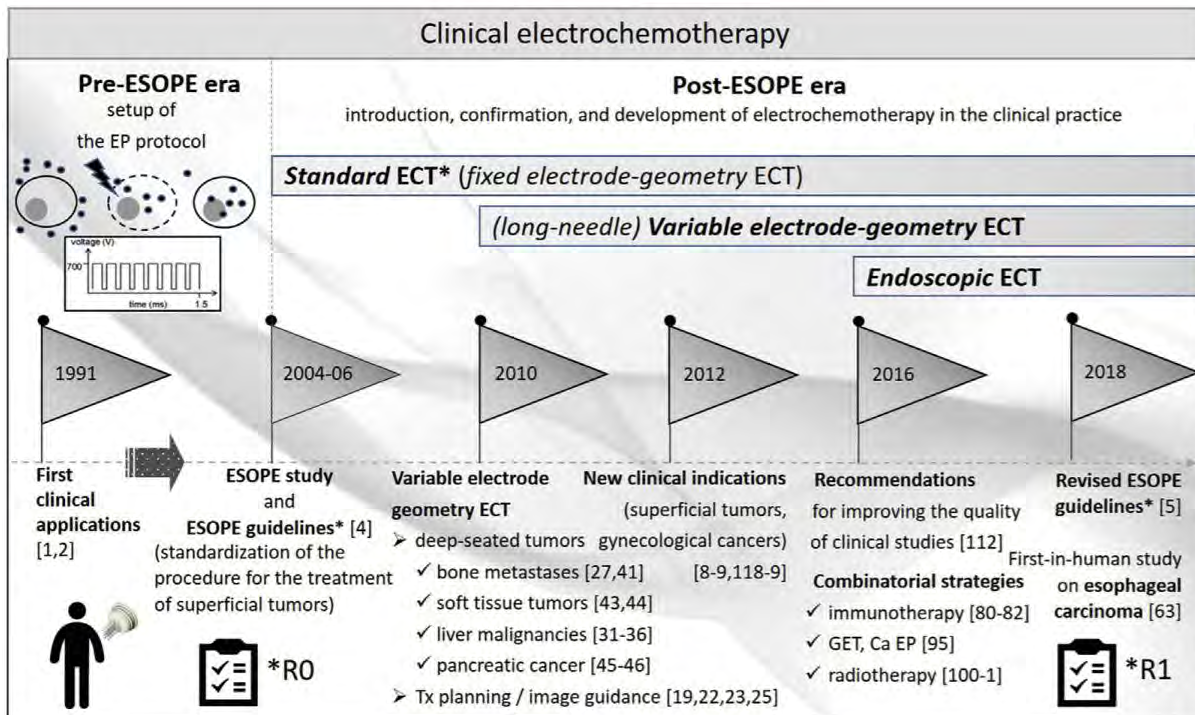 Clinical electrochemotherapy
Pre-ESOPE era
setup of
the EP protocol
voltage (V)
700
time (ms)
1.5
Post-ESOPE era
introduction, confirmation, and development of electrochemotherapy in the clinical practice
Standard ECT* (fixed electrode-geometry ECT)
(long-needle) Variable electrode-geometry ECT
Endoscopic ECT
1991
2004-06
2010
2012
2016
2018
First
clinical
applications
[1,2]
ESOPE study
and
ESOPE guidelines* [4]
(standardization of the
procedure for the treatment
of superficial tumors)
*R0
Variable electrode
geometry ECT
➢ deep-seated tumors
✓ bone metastases [27,41]
✓ soft tissue tumors [43,44]
✓ liver malignancies [31-36]
✓ pancreatic cancer [45-46]
➢ Tx planning / image guidance [19,22,23,25]
New clinical indications
(superficial tumors,
gynecological cancers)
[8-9,118-9]
Recommendations
for improving the quality
of clinical studies [112]
Combinatorial strategies
✓ immunotherapy [80-82]
✓ GET, Ca EP [95]
✓ radiotherapy [100-1]
Revised ESOPE
guidelines* [5]
First-in-human study
on esophageal
carcinoma [63]
*R1